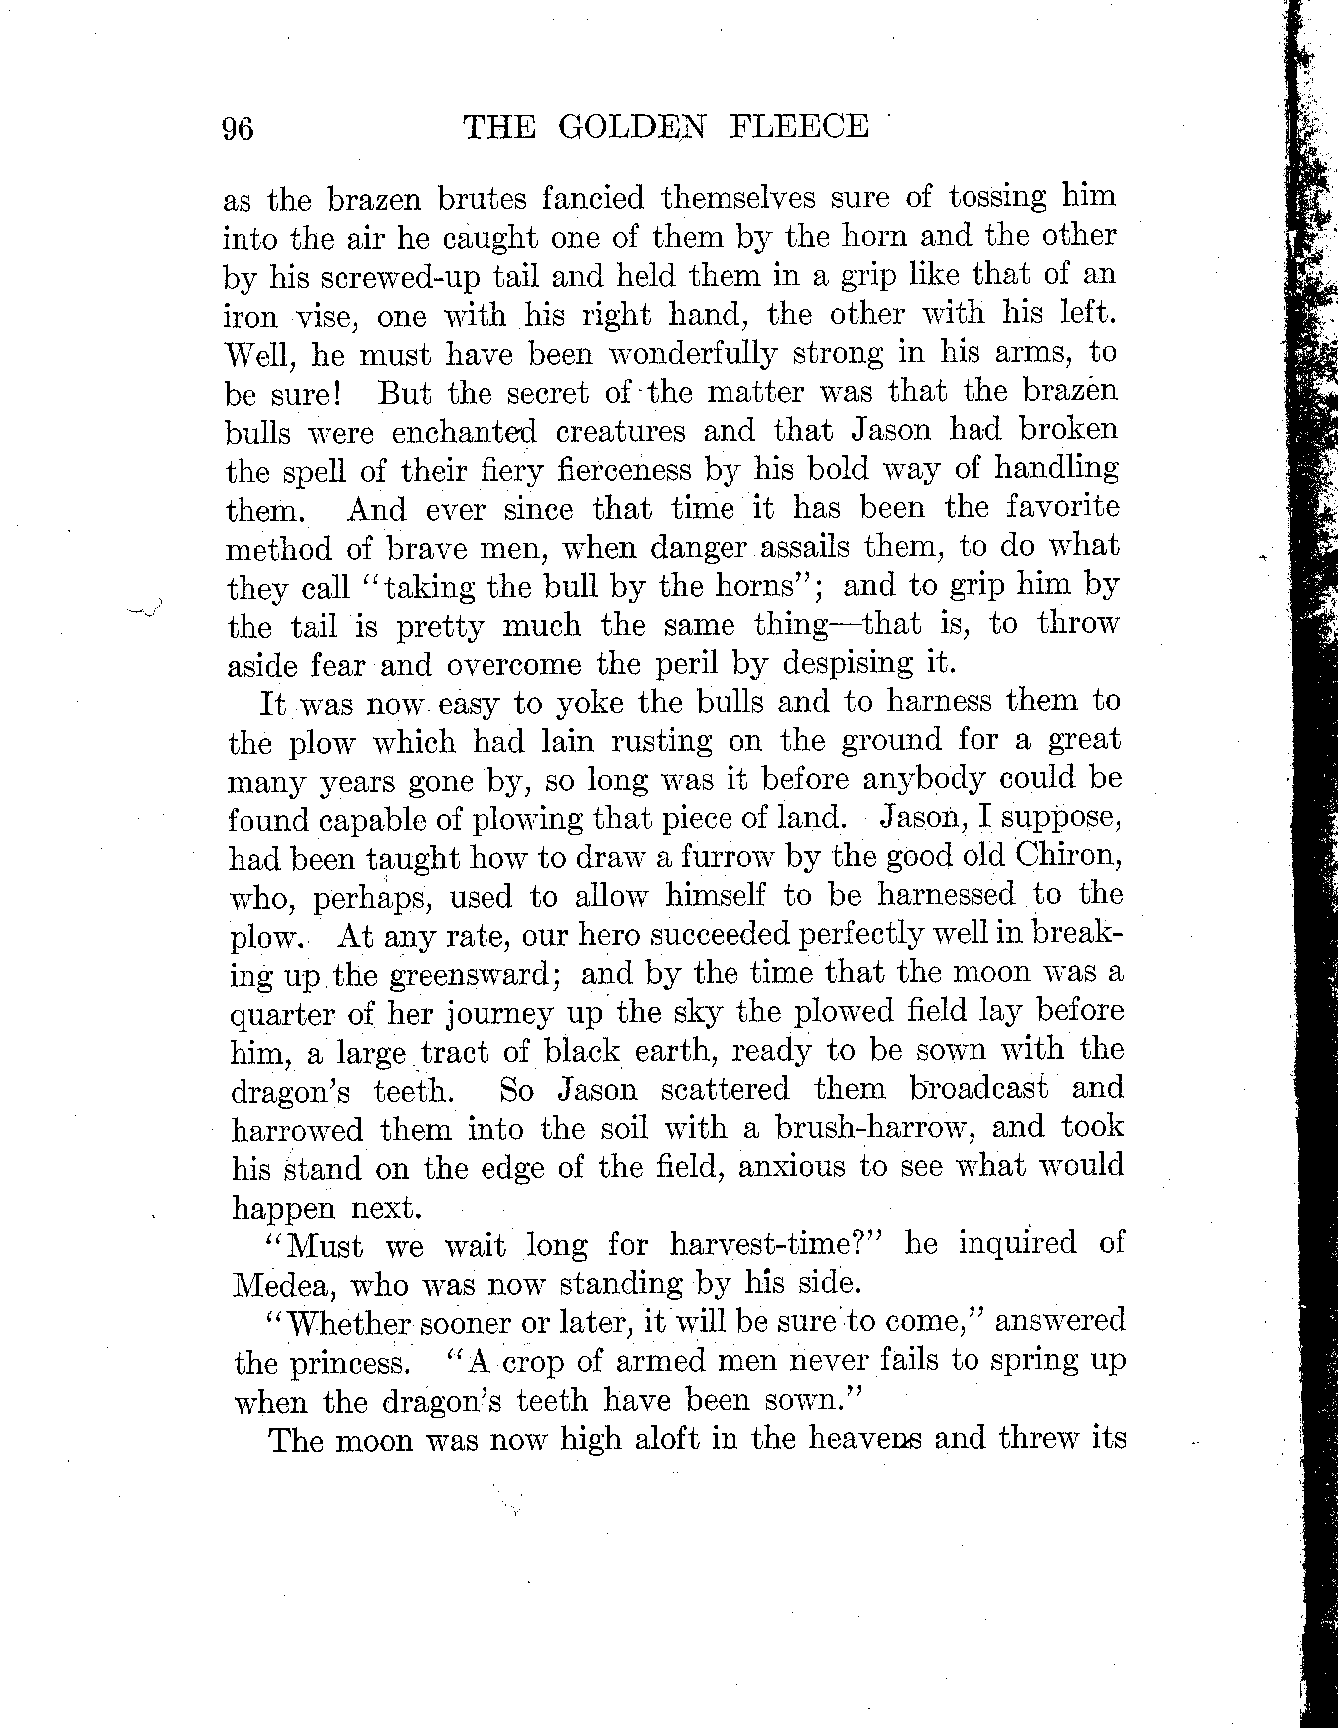 96 THE GOLDEN FLEECE
as the brazen brutes fancied themselves sure of tossing him
into the air he caught one of them by the horn and the other
by his screwed-up tail and held them in a grip like that of an
iron vise, one with his right hand, the other with his left.
Well, he must have been wonderfully strong in his arms, to
be sure! But the secret of the matter was that the brazen
bulls were enchanted creatures and that Jason had broken
the spell of their fiery fierceness by his bold way of handling
them. And ever since that time it has been the favorite
method of brave men, when danger assails them, to do what
they call "taking the bull by the horns"; and to grip him by
the tail is pretty much the same thing—that is, to throw
aside fear and overcome the peril by despising it.
It was now easy to yoke the bulls and to harness them to
the plow which had lain rusting on the ground for a great
many years gone by, so long was it before anybody could be
found capable of plowing that piece of land. Jason, I suppose,
had been taught how to draw a furrow by the good old Chiron,
who, perhaps, used to allow himself to be harnessed to the
plow. At any rate, our hero succeeded perfectly well in break-
ing up the greensward; and by the time that the moon was a
quarter of her journey up the sky the plowed field lay before
him, a large tract of black earth, ready to be sown with the
dragon's teeth. So Jason scattered them broadcast and
harrowed them into the soil with a brush-harrow, and took
his stand on the edge of the field, anxious to see what would
happen next.
"Must we wait long for harvest-time?" he inquired of
Medea, who was now standing by his side.
"Whether sooner or later, it will be sure to come," answered
the princess. "A crop of armed men never fails to spring up
when the dragon's teeth have been sown."
The moon was now high aloft in the heavens and threw its